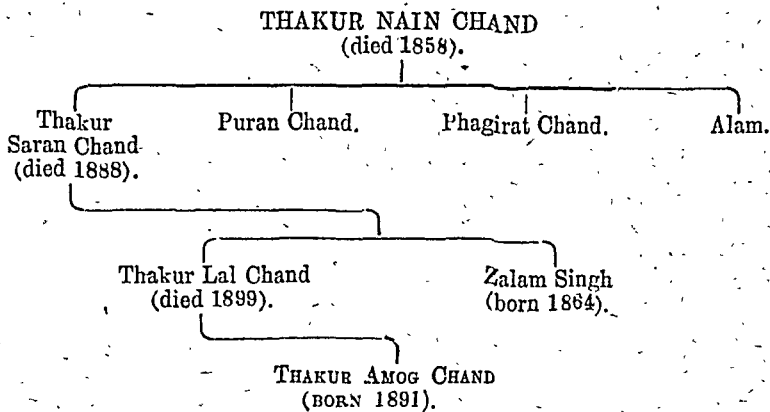 THAKUR NAIN CHAND
(died 1858).
Thakur
Saran Chand
(died 1888).
Puran Chand.
Phagirat Chand.
Alam.
Thakur Lal Chand
(died 1899).
Zalam Singh
(born 1864).
THAKUR AMOG CHAND
(BORN 1891).